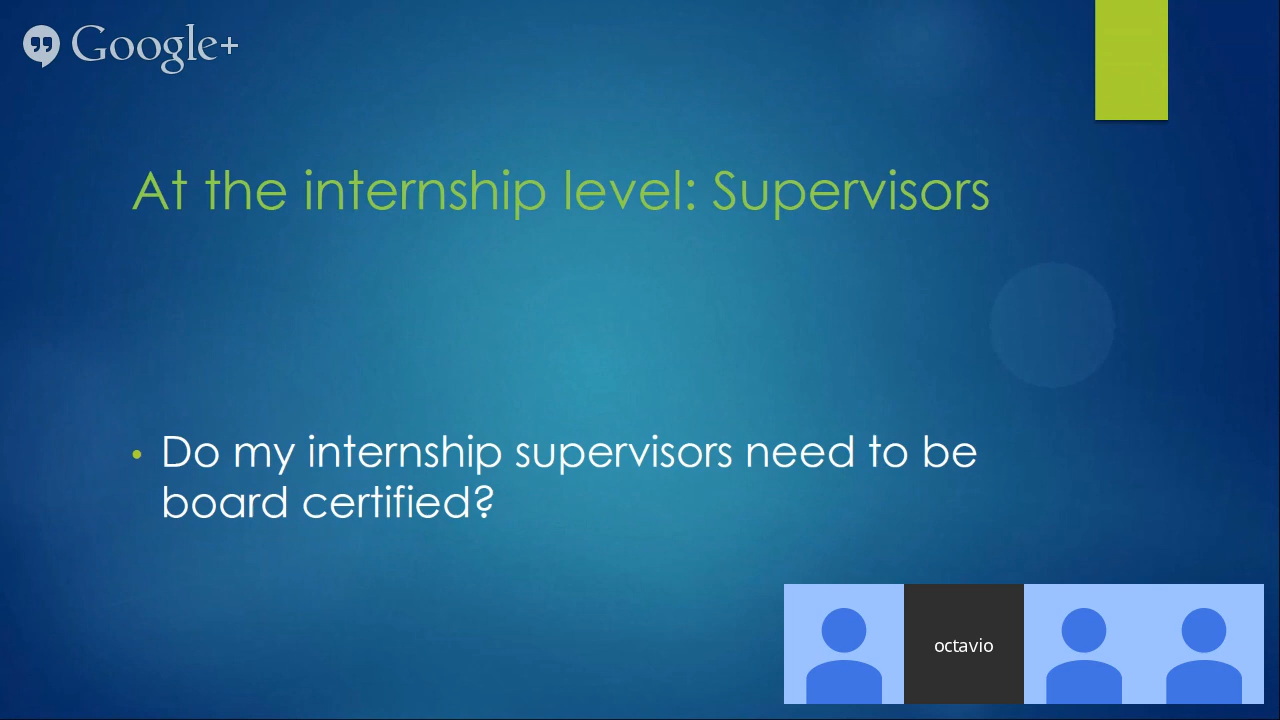 Google+
At the internship level: Supervisors
• Do my internship supervisors need to be
board certified?
octavio